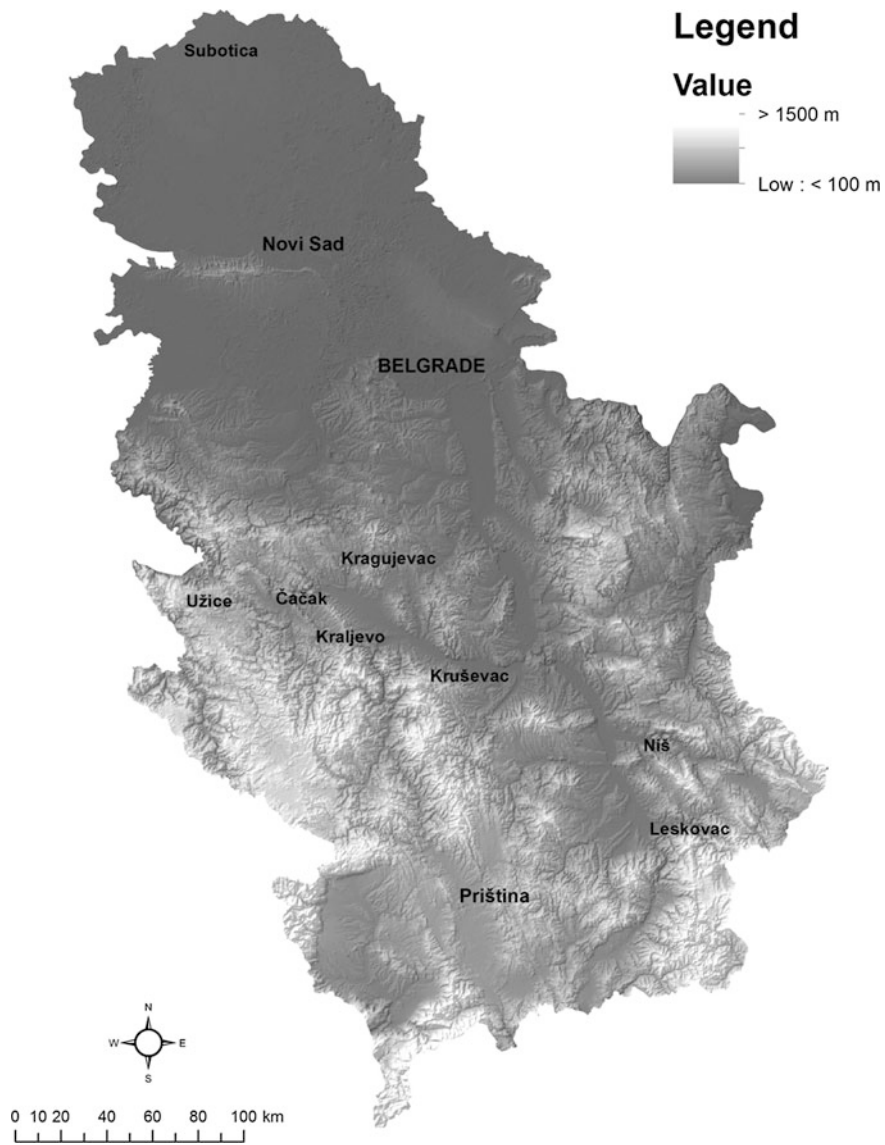 Legend
Value
> 1500 m
Low : < 100 m
Subotica
Novi Sad
BELGRADE
Kragujevac
Čačak
Užice
Kraljevo
Kruševac
Niš
Leskovac
Priština
N
W E
S
0 10 20 40 60 80 100 km